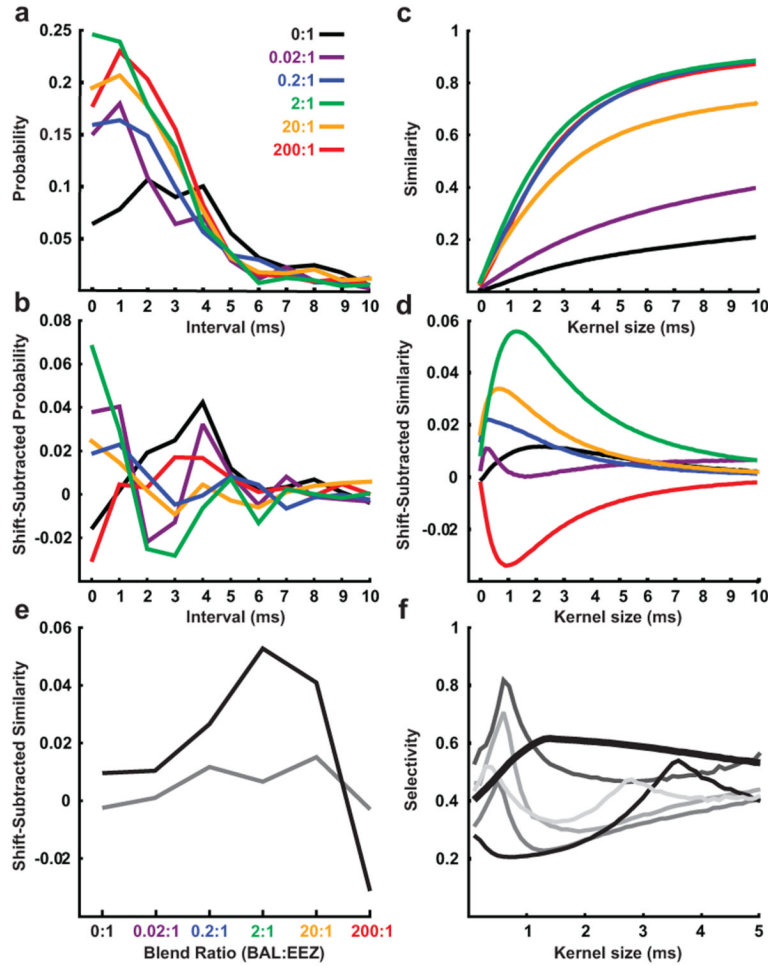 a
0.25
0.2
0.15
0.1
0.05
Probability
0:1
0.02:1
0.2:1
2:1
20:1
200:1
0 1 2 3 4 5 6 7 8 9 10
Interval (ms)
c
1
0.8
0.6
0.4
0.2
Similarity
0 1 2 3 4 5 6 7 8 9 10
Kernel size (ms)
b
0.08
0.06
0.04
0.02
0
-0.02
Shift-Subtracted Probability
0 1 2 3 4 5 6 7 8 9 10
Interval (ms)
d
0.06
0.04
0.02
0
-0.02
Shift-Subtracted Similarity
0 1 2 3 4 5 6 7 8 9 10
Kernel size (ms)
e
0.06
0.04
0.02
0
-0.02
Shift-Subtracted Similarity
0:1 0.02:1 0.2:1 2:1 20:1 200:1
Blend Ratio (BAL:EEZ)
f
1
0.8
0.6
0.4
0.2
Selectivity
1 2 3 4 5
Kernel size (ms)